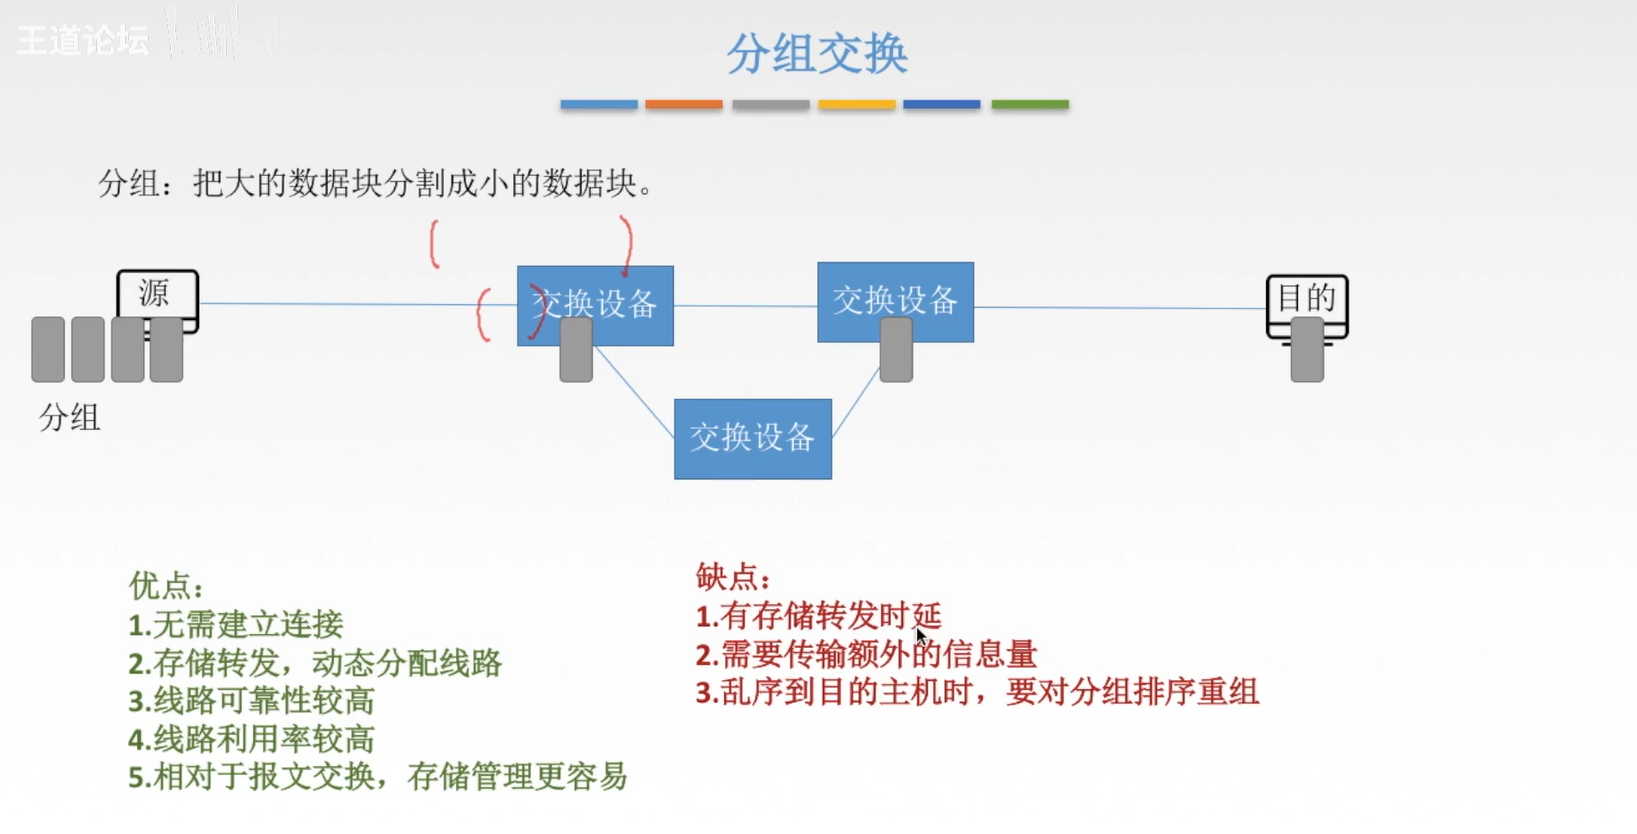 王道论坛
分组交换
分组：把大的数据块分割成小的数据块。
源
交换设备
交换设备
目的
分组
交换设备
优点：
1.无需建立连接
2.存储转发，动态分配线路
3.线路可靠性较高
4.线路利用率较高
5.相对于报文交换，存储管理更容易
缺点：
1.有存储转发时延
2.需要传输额外的信息量
3.乱序到目的主机时，要对分组排序重组